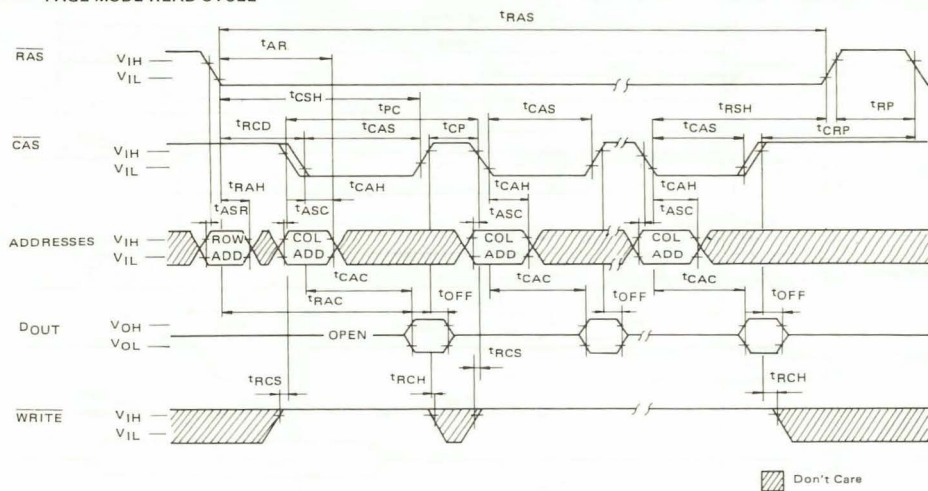 PAGE MODE READ CYCLE
tRAS
tAR
RAS
VIH
VIL
tCSH
tPC
tCAS
tRSH
tRP
tRCD
tCAS
tCP
tCAS
tCRP
CAS
VIH
VIL
tRAH
tCAH
tCAH
tCAH
tASR
tASC
tASC
tASC
ADDRESSES
VIH
VIL
ROW ADD
COL ADD
COL ADD
COL ADD
tCAC
tCAC
tCAC
tRAC
tOFF
tOFF
tOFF
DOUT
VOH
VOL
OPEN
tRCS
tRCS
tRCH
tRCH
WRITE
VIH
VIL
Don't Care